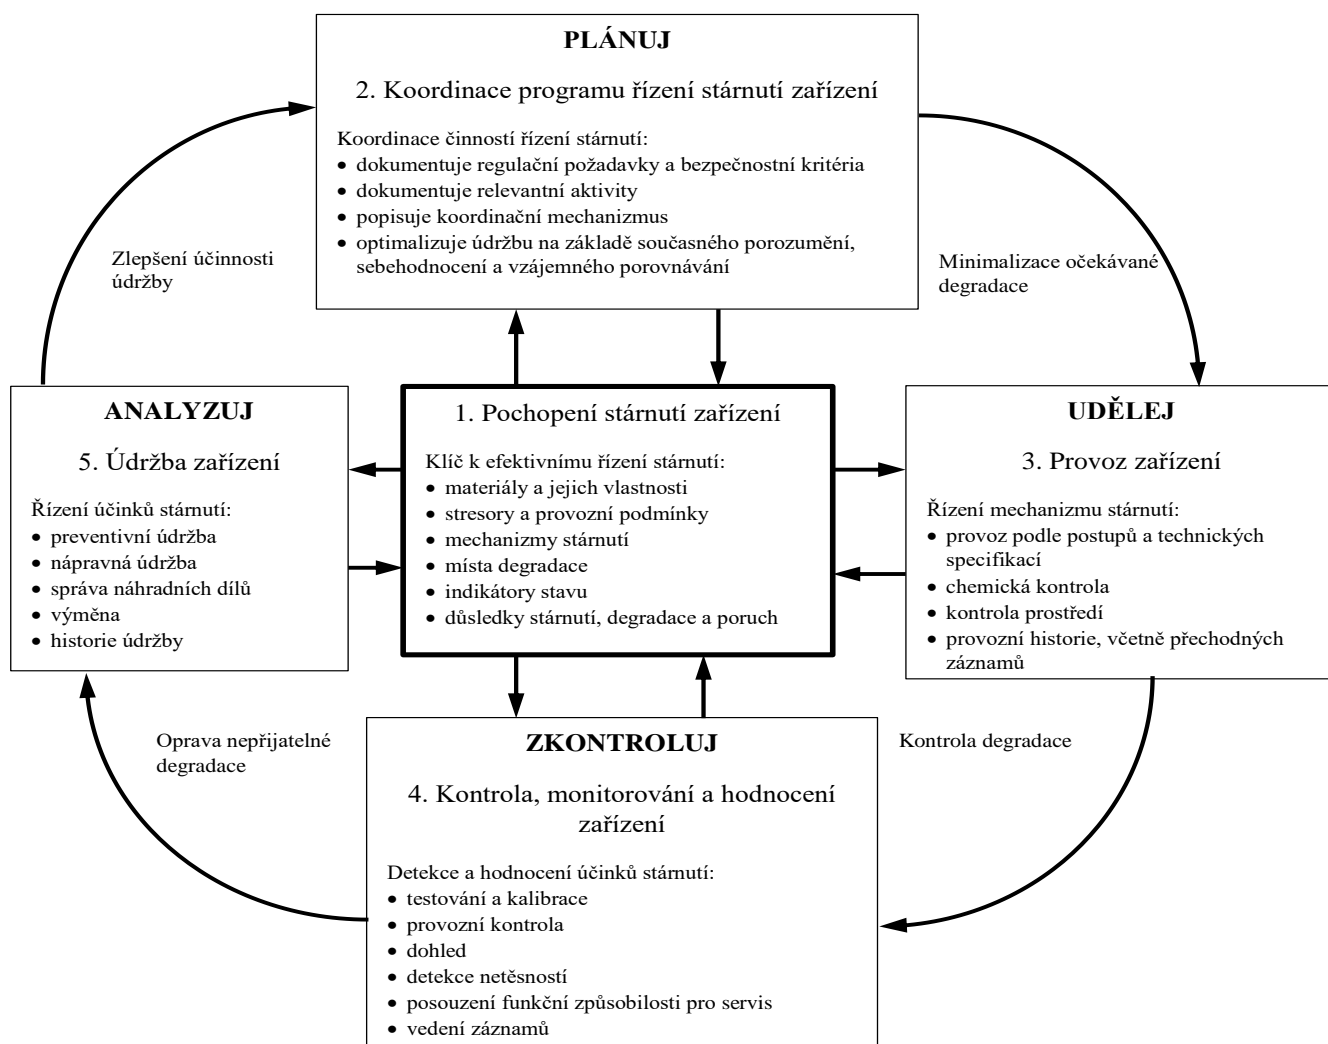 PLÁNUJ
2. Koordinace programu řízení stárnutí zařízení
Koordinace činností řízení stárnutí:
• dokumentuje regulační požadavky a bezpečnostní kritéria
• dokumentuje relevantní aktivity
• popisuje koordinační mechanizmus
• optimalizuje údržbu na základě současného porozumění,
sebehodnocení a vzájemného porovnávání
Zlepšení účinnosti
údržby
Minimalizace očekávané
degradace
ANALYZUJ
5. Údržba zařízení
Řízení účinků stárnutí:
• preventivní údržba
• nápravná údržba
• správa náhradních dílů
• výměna
• historie údržby
1. Pochopení stárnutí zařízení
Klíč k efektivnímu řízení stárnutí:
• materiály a jejich vlastnosti
• stresory a provozní podmínky
• mechanizmy stárnutí
• místa degradace
• indikátory stavu
• důsledky stárnutí, degradace a poruch
UDĚLEJ
3. Provoz zařízení
Řízení mechanizmu stárnutí:
• provoz podle postupů a technických
specifikací
• chemická kontrola
• kontrola prostředí
• provozní historie, včetně přechodných
záznamů
Oprava nepřijatelné
degradace
Kontrola degradace
ZKONTROLUJ
4. Kontrola, monitorování a hodnocení
zařízení
Detekce a hodnocení účinků stárnutí:
• testování a kalibrace
• provozní kontrola
• dohled
• detekce netěsností
• posouzení funkční způsobilosti pro servis
• vedení záznamů